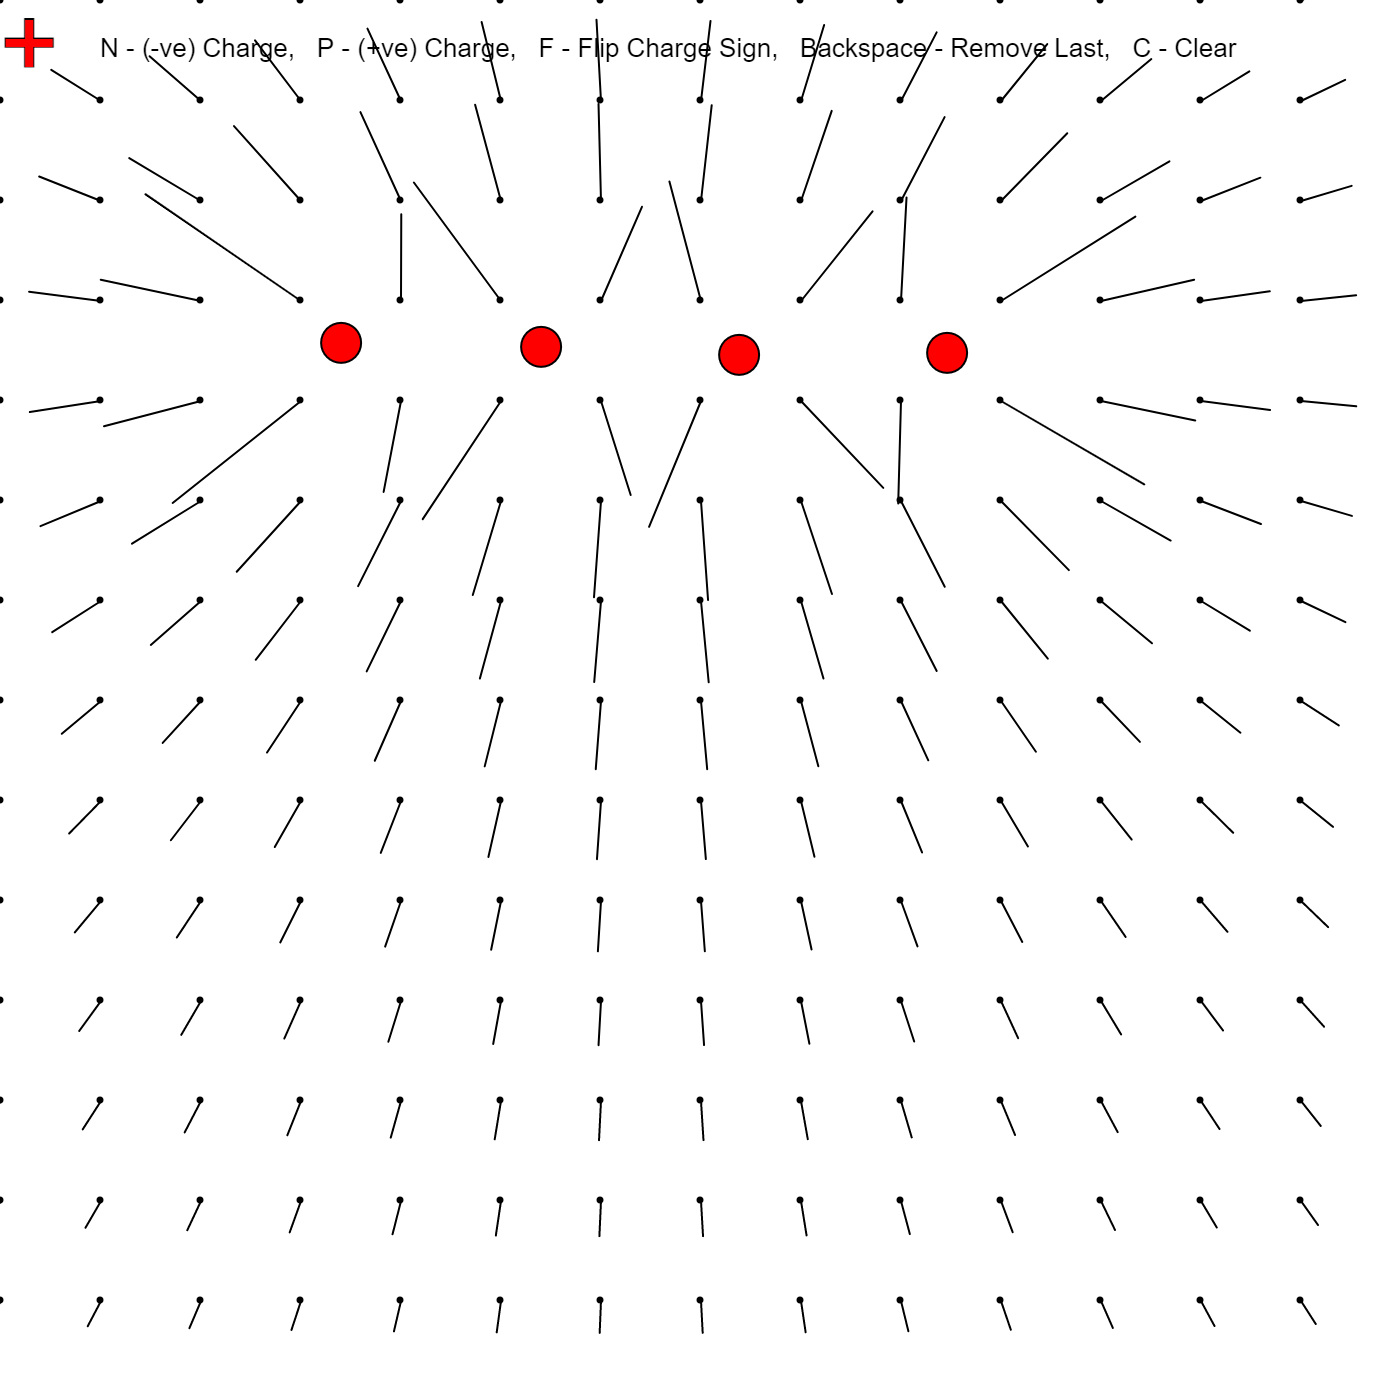 N - (-ve) Charge,   P - (+ve) Charge,   F - Flip Charge Sign,   Backspace - Remove Last,   C - Clear